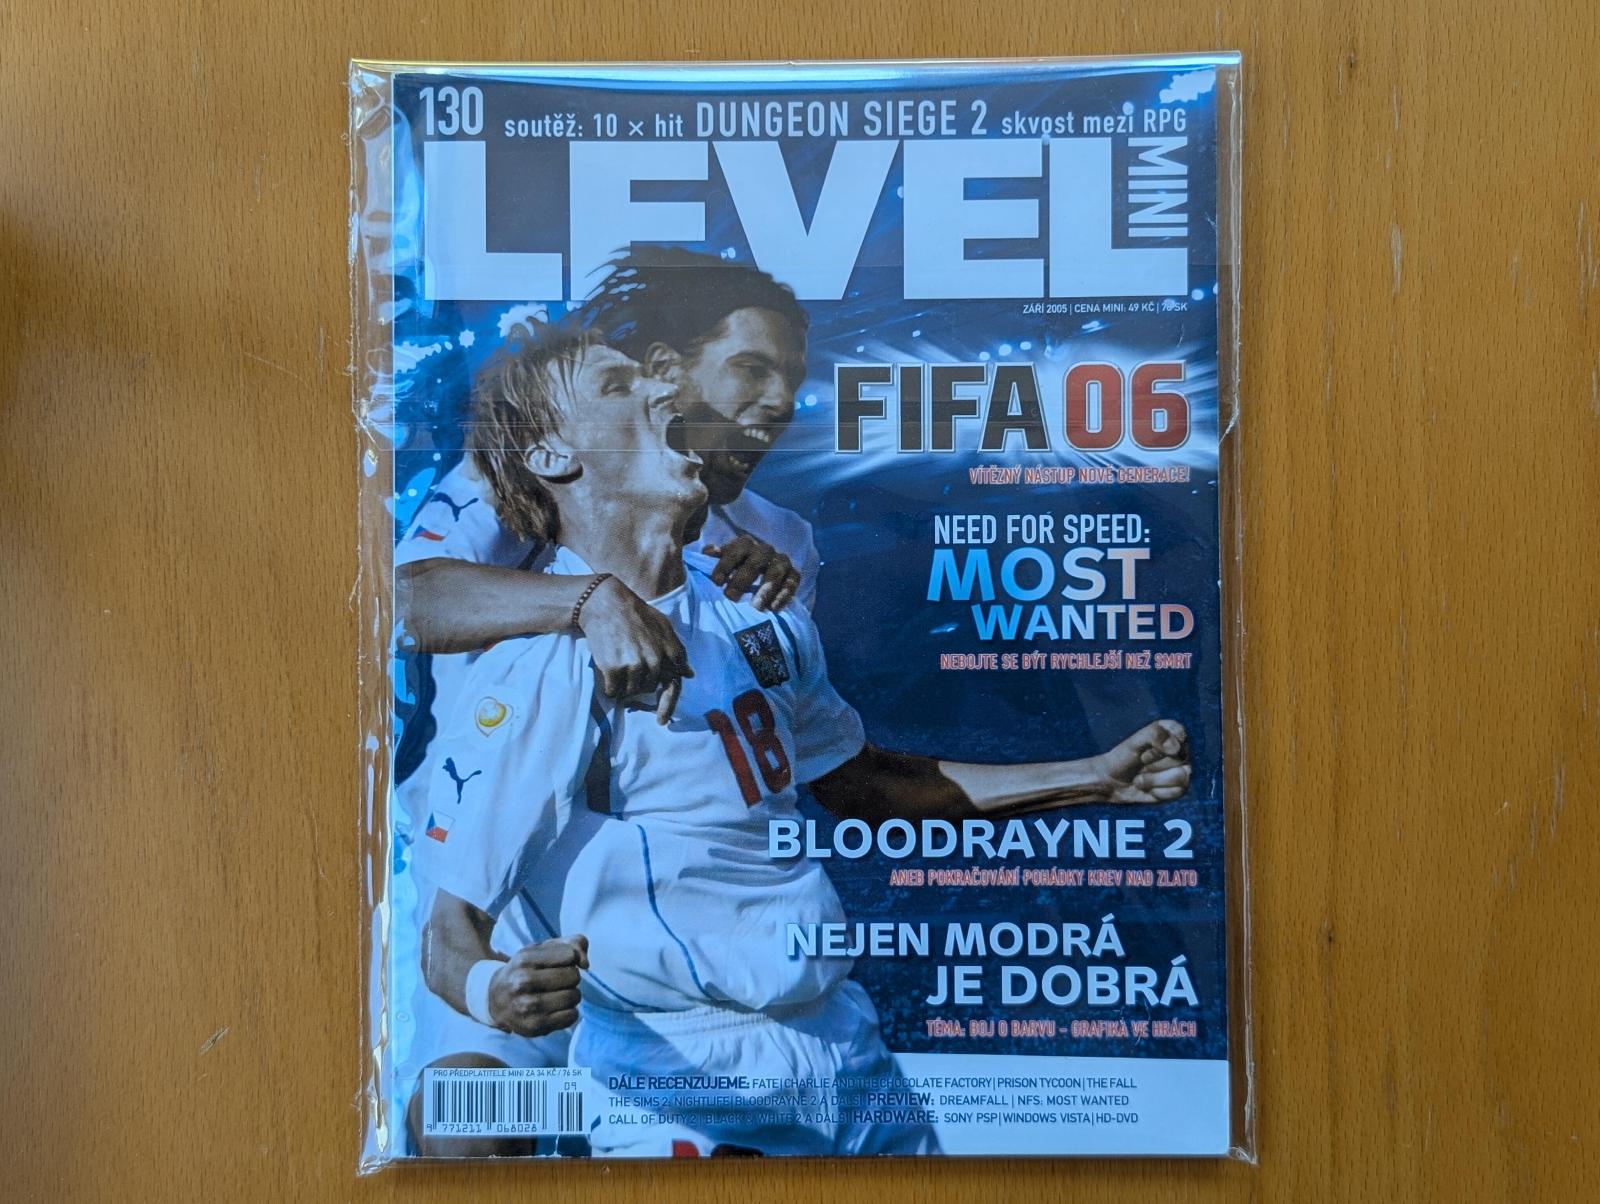 130 soutěž: 10 × hit DUNGEON SIEGE 2 skvost mezi RPG
LEVEL
MINI
ZÁŘÍ 2005 | CENA MINI: 49 KČ | 76 SK
FIFA 06
VÍTĚZNÝ NÁSTUP NOVÉ GENERACE!
NEED FOR SPEED:
MOST
WANTED
NEBOJTE SE BÝT RYCHLEJŠÍ NEŽ SMRT
18
BLOODRAYNE 2
ANEB POKRAČOVÁNÍ POHÁDKY KREV NAD ZLATO
NEJEN MODRÁ
JE DOBRÁ
TÉMA: BOJ O BARVU - GRAFIKA VE HRÁCH
PRO PŘEDPLATITELE MINI ZA 34 KČ / 76 SK
09
9 771211 068028
DÁLE RECENZUJEME: FATE | CHARLIE AND THE CHOCOLATE FACTORY | PRISON TYCOON | THE FALL
THE SIMS 2: NIGHTLIFE | BLOODRAYNE 2 A DALŠÍ PREVIEW: DREAMFALL | NFS: MOST WANTED
CALL OF DUTY 2 | BLACK & WHITE 2 A DALŠÍ HARDWARE: SONY PSP | WINDOWS VISTA | HD-DVD